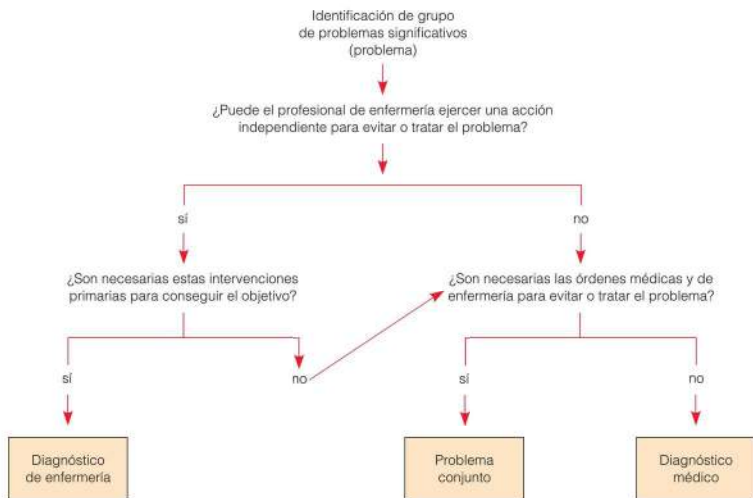 Identificación de grupo
de problemas significativos
(problema)
¿Puede el profesional de enfermería ejercer una acción
independiente para evitar o tratar el problema?
sí
no
¿Son necesarias estas intervenciones
primarias para conseguir el objetivo?
¿Son necesarias las órdenes médicas y de
enfermería para evitar o tratar el problema?
sí
no
sí
no
Diagnóstico
de enfermería
Problema
conjunto
Diagnóstico
médico